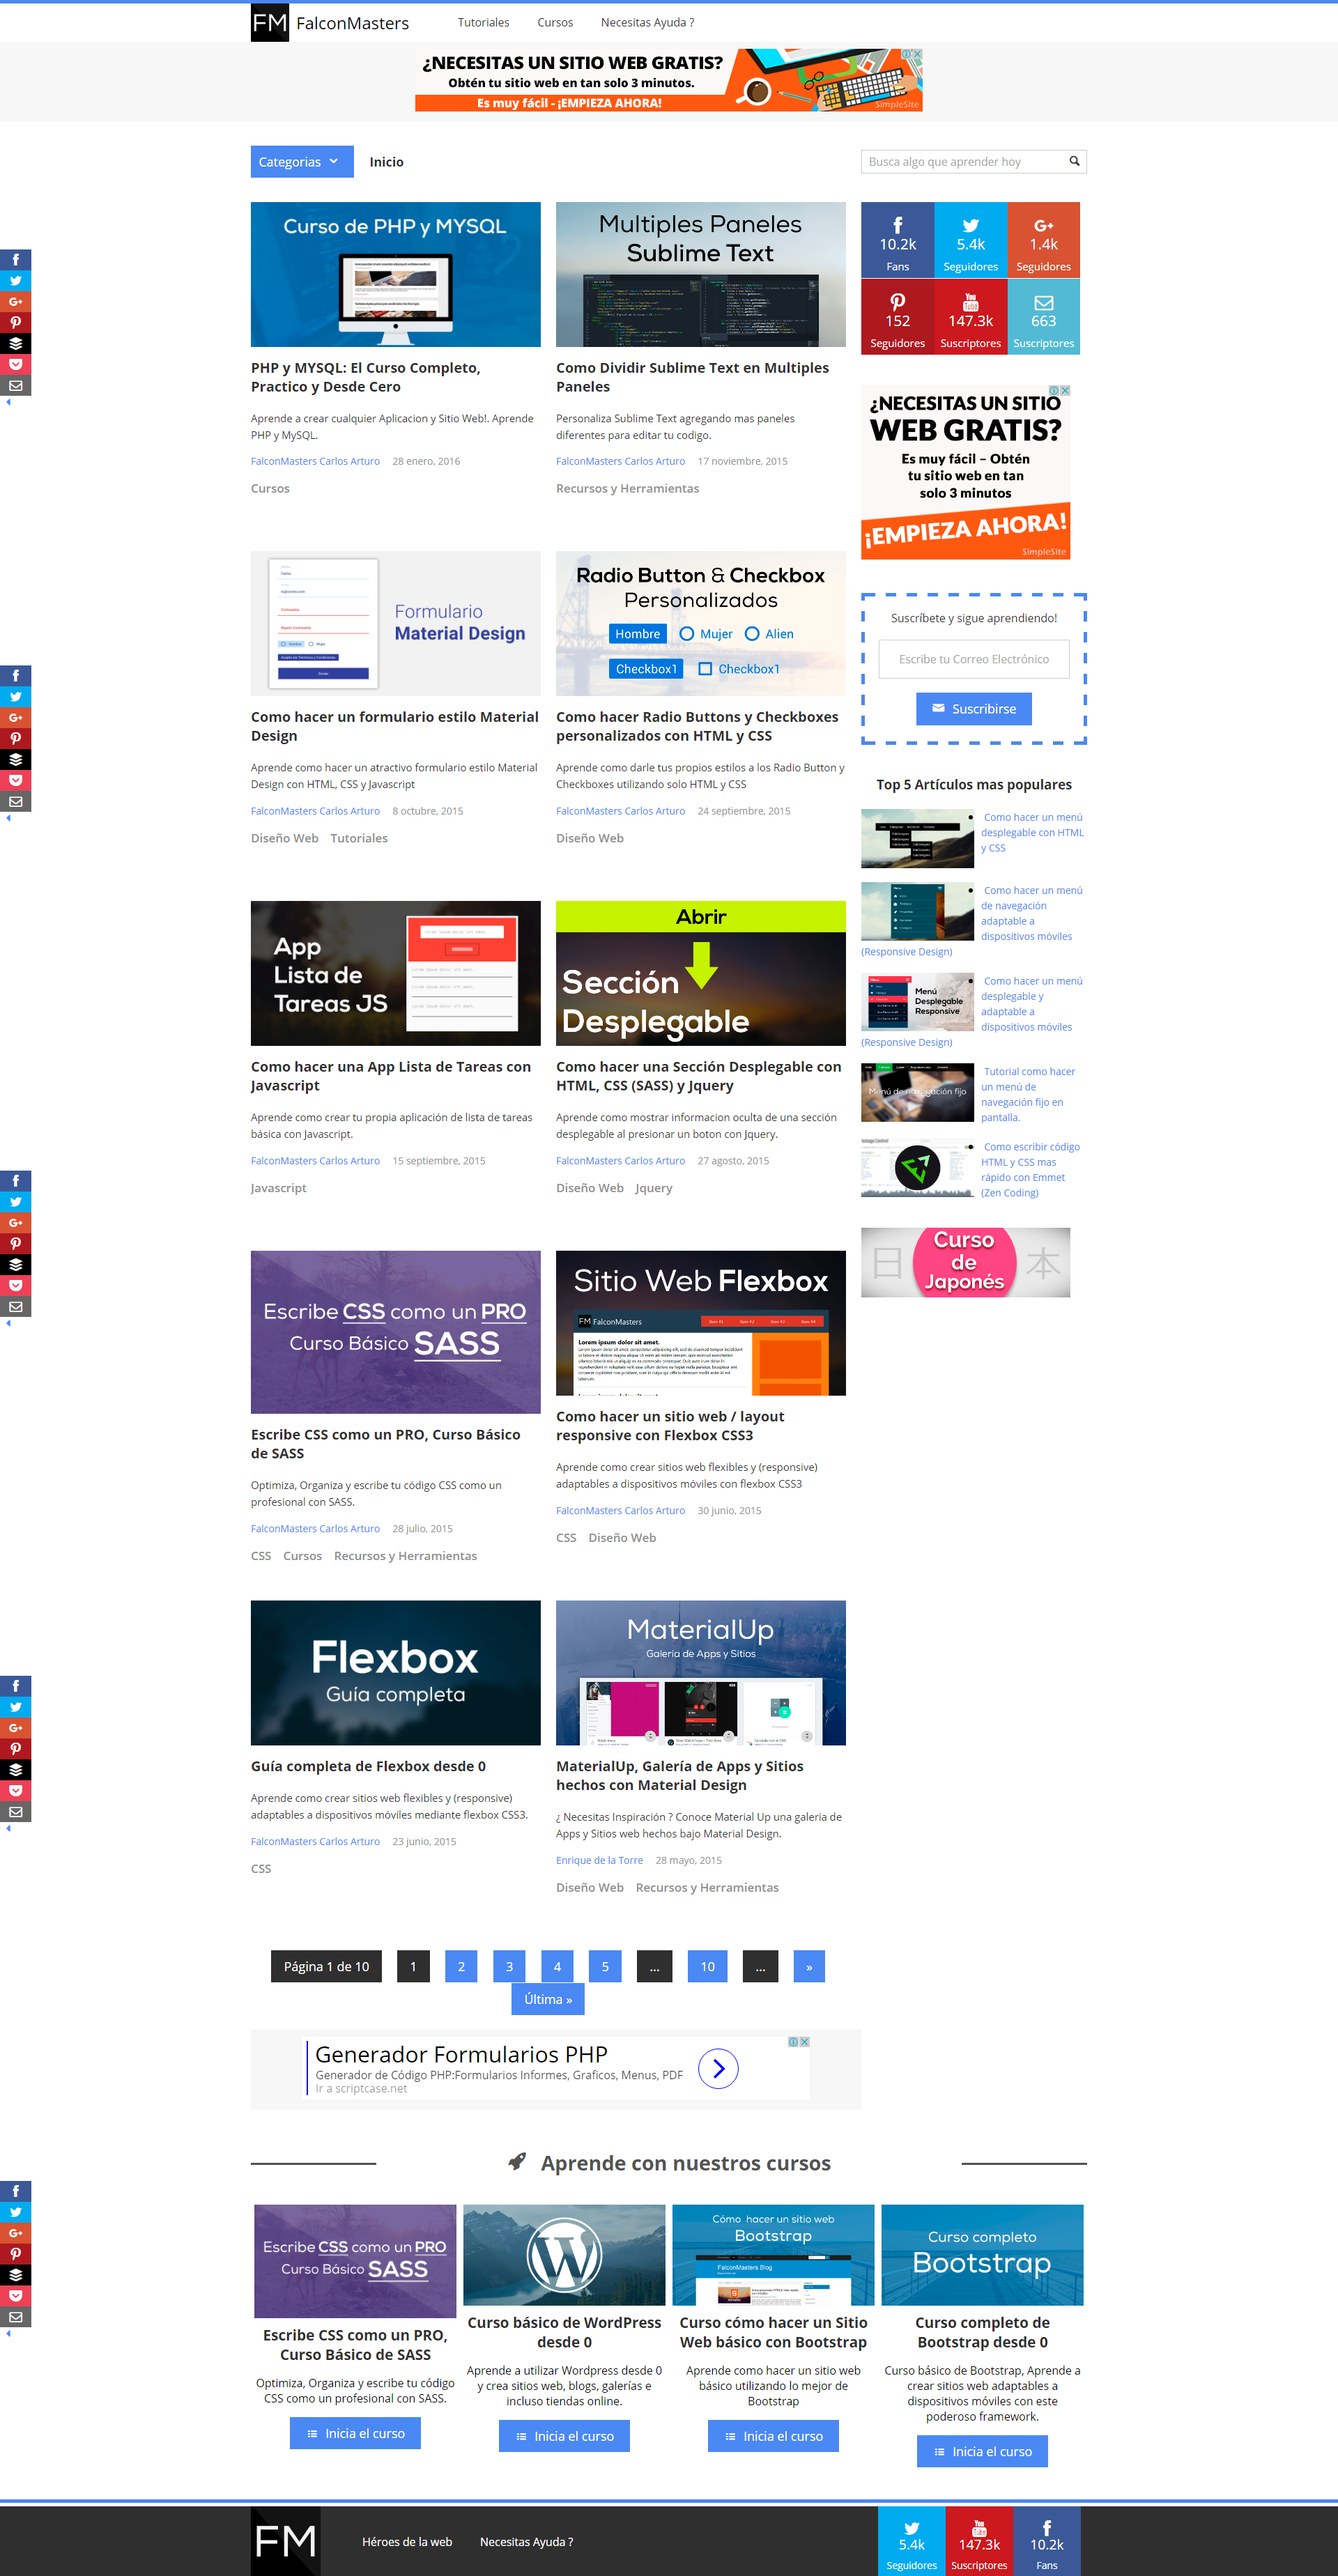 FM FalconMasters
Tutoriales Cursos Necesitas Ayuda ?
¿NECESITAS UN SITIO WEB GRATIS?
Obtén tu sitio web en tan solo 3 minutos.
Es muy fácil - ¡EMPIEZA AHORA!
SimpleSite
Categorias Inicio
Busca algo que aprender hoy
Curso de PHP y MYSQL
PHP y MYSQL: El Curso Completo,
Practico y Desde Cero
Aprende a crear cualquier Aplicacion y Sitio Web!. Aprende
PHP y MySQL.
FalconMasters Carlos Arturo 28 enero, 2016
Cursos
Multiples Paneles
Sublime Text
Como Dividir Sublime Text en Multiples
Paneles
Personaliza Sublime Text agregando mas paneles
diferentes para editar tu codigo.
FalconMasters Carlos Arturo 17 noviembre, 2015
Recursos y Herramientas
Formulario
Material Design
Como hacer un formulario estilo Material
Design
Aprende como hacer un atractivo formulario estilo Material
Design con HTML, CSS y Javascript
FalconMasters Carlos Arturo 8 octubre, 2015
Diseño Web Tutoriales
Radio Button & Checkbox
Personalizados
Hombre Mujer Alien
Checkbox1 Checkbox1
Como hacer Radio Buttons y Checkboxes
personalizados con HTML y CSS
Aprende como darle tus propios estilos a los Radio Button y
Checkboxes utilizando solo HTML y CSS
FalconMasters Carlos Arturo 24 septiembre, 2015
Diseño Web
App
Lista de
Tareas JS
Como hacer una App Lista de Tareas con
Javascript
Aprende como crear tu propia aplicación de lista de tareas
básica con Javascript.
FalconMasters Carlos Arturo 15 septiembre, 2015
Javascript
Abrir
Sección
Desplegable
Como hacer una Sección Desplegable con
HTML, CSS (SASS) y Jquery
Aprende como mostrar informacion oculta de una sección
desplegable al presionar un boton con Jquery.
FalconMasters Carlos Arturo 27 agosto, 2015
Diseño Web Jquery
Escribe CSS como un PRO
Curso Básico SASS
Escribe CSS como un PRO, Curso Básico
de SASS
Optimiza, Organiza y escribe tu código CSS como un
profesional con SASS.
FalconMasters Carlos Arturo 28 julio, 2015
CSS Cursos Recursos y Herramientas
Sitio Web Flexbox
FM FalconMasters
Lorem ipsum dolor sit amet.
Como hacer un sitio web / layout
responsive con Flexbox CSS3
Aprende como crear sitios web flexibles y (responsive)
adaptables a dispositivos móviles con flexbox CSS3
FalconMasters Carlos Arturo 30 junio, 2015
CSS Diseño Web
Flexbox
Guía completa
Guía completa de Flexbox desde 0
Aprende como crear sitios web flexibles y (responsive)
adaptables a dispositivos móviles mediante flexbox CSS3.
FalconMasters Carlos Arturo 23 junio, 2015
CSS
MaterialUp
Galería de Apps y Sitios
MaterialUp, Galería de Apps y Sitios
hechos con Material Design
¿ Necesitas Inspiración ? Conoce Material Up una galeria de
Apps y Sitios web hechos bajo Material Design.
Enrique de la Torre 28 mayo, 2015
Diseño Web Recursos y Herramientas
Página 1 de 10 1 2 3 4 5 ... 10 ... »
Última »
10.2k 5.4k 1.4k
Fans Seguidores Seguidores
152 147.3k 663
Seguidores Suscriptores Suscriptores
¿NECESITAS UN SITIO
WEB GRATIS?
Es muy fácil – Obtén
tu sitio web en tan
solo 3 minutos
¡EMPIEZA AHORA!
SimpleSite
Suscríbete y sigue aprendiendo!
Escribe tu Correo Electrónico
Suscribirse
Top 5 Artículos mas populares
Como hacer un menú
desplegable con HTML
y CSS
Como hacer un menú
de navegación
adaptable a
dispositivos móviles
(Responsive Design)
Menú
Desplegable
Responsive
Como hacer un menú
desplegable y
adaptable a
dispositivos móviles
(Responsive Design)
Menú de navegación fijo
Tutorial como hacer
un menú de
navegación fijo en
pantalla.
Como escribir código
HTML y CSS mas
rápido con Emmet
(Zen Coding)
日 Curso
de
Japonés 本
Generador Formularios PHP
Generador de Código PHP:Formularios Informes, Graficos, Menus, PDF
Ir a scriptcase.net
Aprende con nuestros cursos
Escribe CSS como un PRO
Curso Básico SASS
Escribe CSS como un PRO,
Curso Básico de SASS
Optimiza, Organiza y escribe tu código
CSS como un profesional con SASS.
Inicia el curso
Curso básico de WordPress
desde 0
Aprende a utilizar Wordpress desde 0
y crea sitios web, blogs, galerías e
incluso tiendas online.
Inicia el curso
Cómo hacer un sitio web
Bootstrap
FalconMasters Blog
Curso cómo hacer un Sitio
Web básico con Bootstrap
Aprende como hacer un sitio web
básico utilizando lo mejor de
Bootstrap
Inicia el curso
Curso completo
Bootstrap
Curso completo de
Bootstrap desde 0
Curso básico de Bootstrap, Aprende a
crear sitios web adaptables a
dispositivos móviles con este
poderoso framework.
Inicia el curso
FM
Héroes de la web Necesitas Ayuda ?
5.4k 147.3k 10.2k
Seguidores Suscriptores Fans